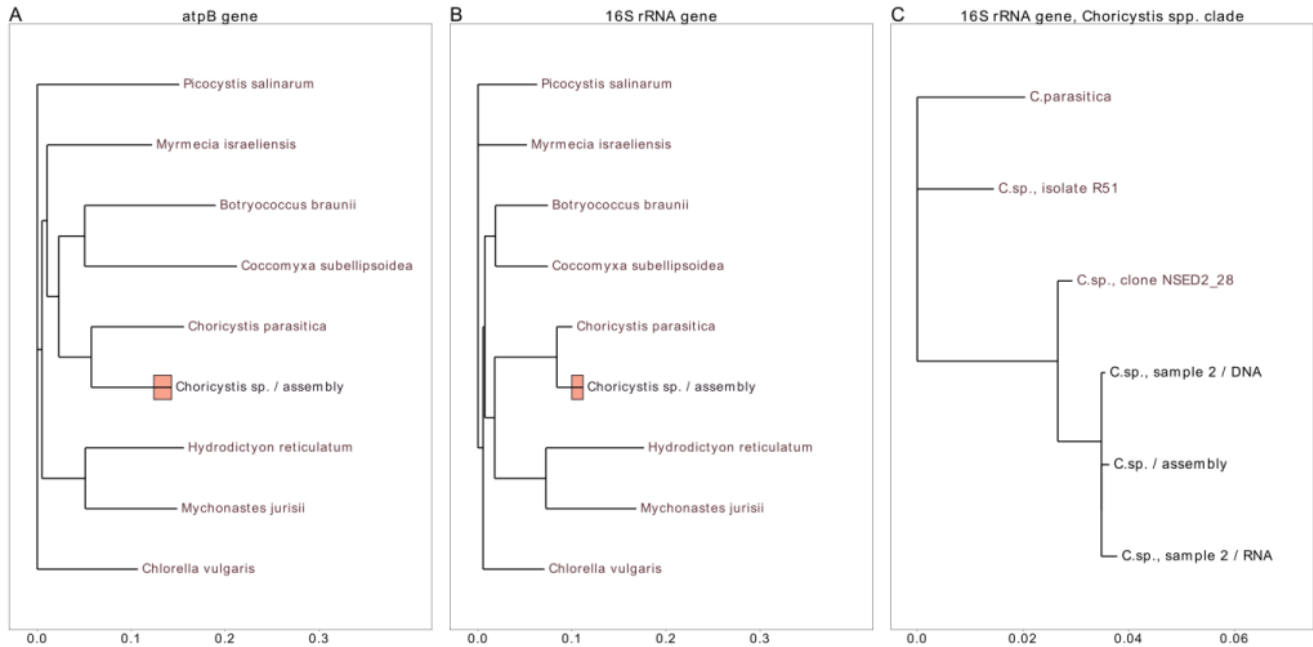 A
atpB gene
Picocystis salinarum
Myrmecia israeliensis
Botryococcus braunii
Coccomyxa subellipsoidea
Choricystis parasitica
Choricystis sp. / assembly
Hydrodictyon reticulatum
Mychonastes jurisii
Chlorella vulgaris
0.0 0.1 0.2 0.3
B
16S rRNA gene
Picocystis salinarum
Myrmecia israeliensis
Botryococcus braunii
Coccomyxa subellipsoidea
Choricystis parasitica
Choricystis sp. / assembly
Hydrodictyon reticulatum
Mychonastes jurisii
Chlorella vulgaris
0.0 0.1 0.2 0.3
C
16S rRNA gene, Choricystis spp. clade
C.parasitica
C.sp., isolate R51
C.sp., clone NSED2_28
C.sp., sample 2 / DNA
C.sp. / assembly
C.sp., sample 2 / RNA
0.0 0.02 0.04 0.06